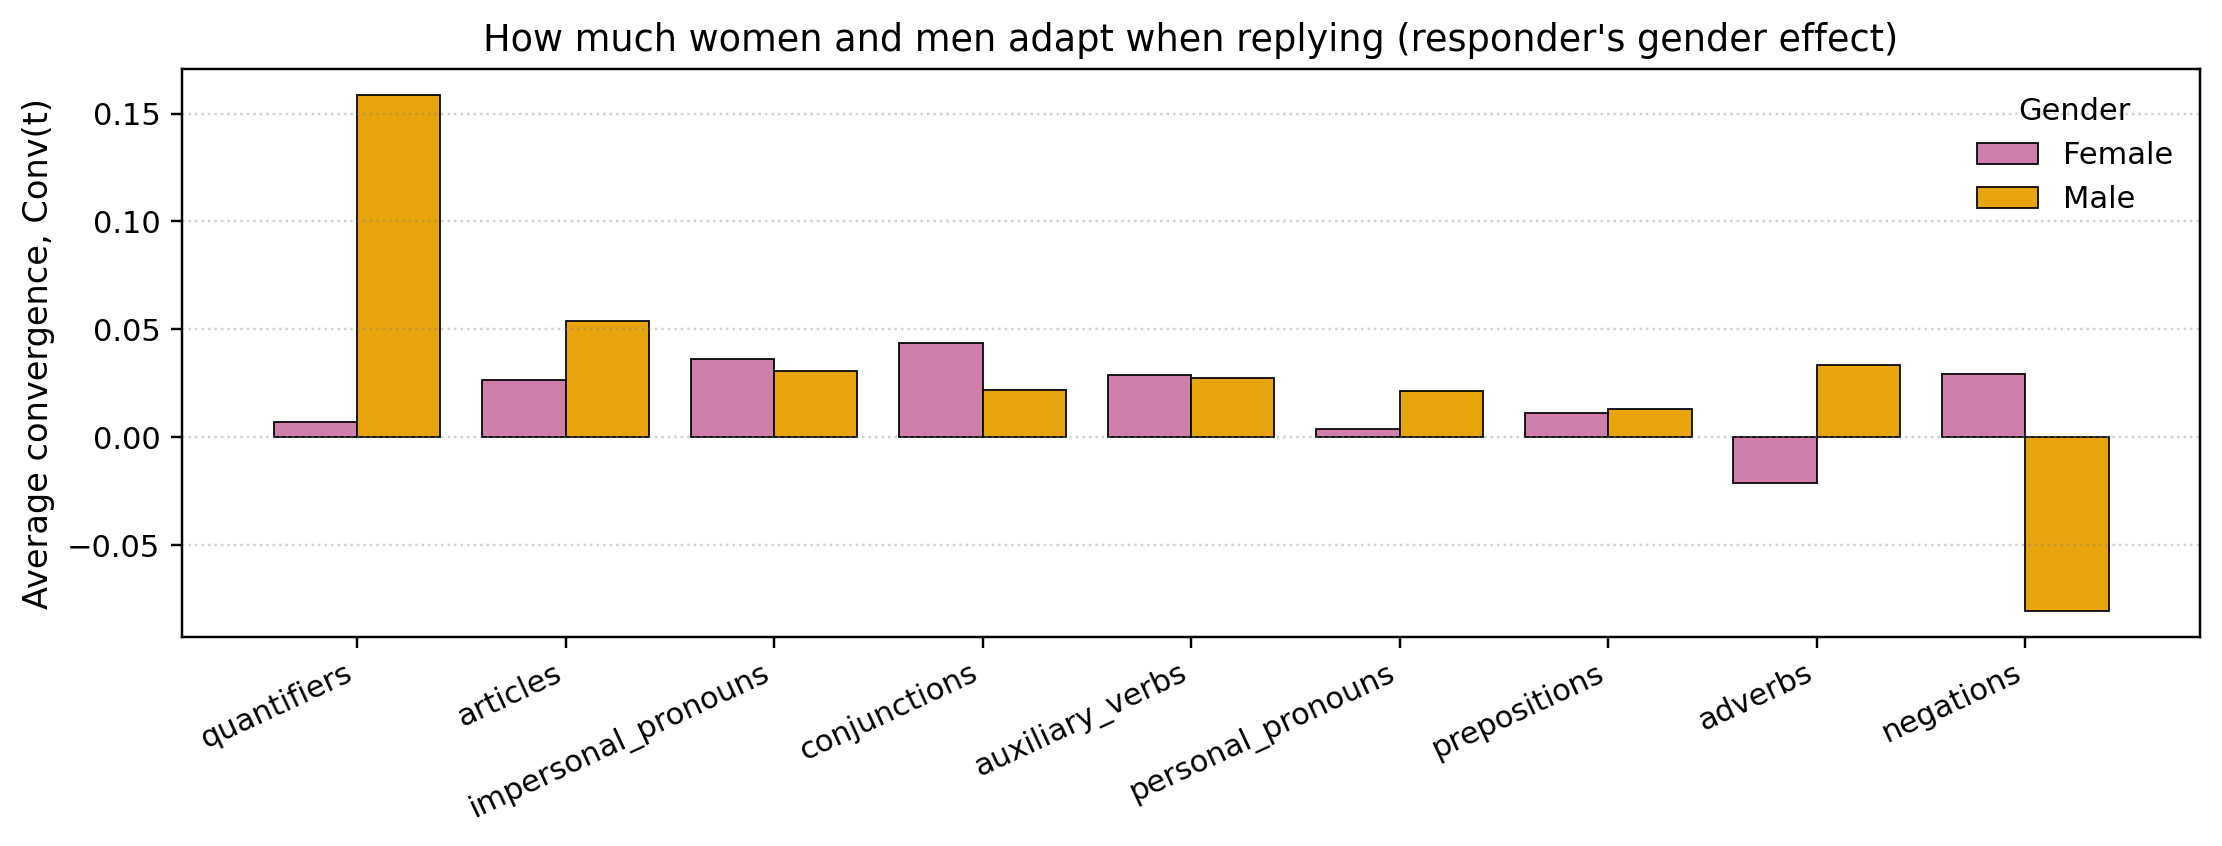 How much women and men adapt when replying (responder's gender effect)
Average convergence, Conv(t)
0.15
0.10
0.05
0.00
−0.05
Gender
Female
Male
quantifiers
articles
impersonal_pronouns
conjunctions
auxiliary_verbs
personal_pronouns
prepositions
adverbs
negations